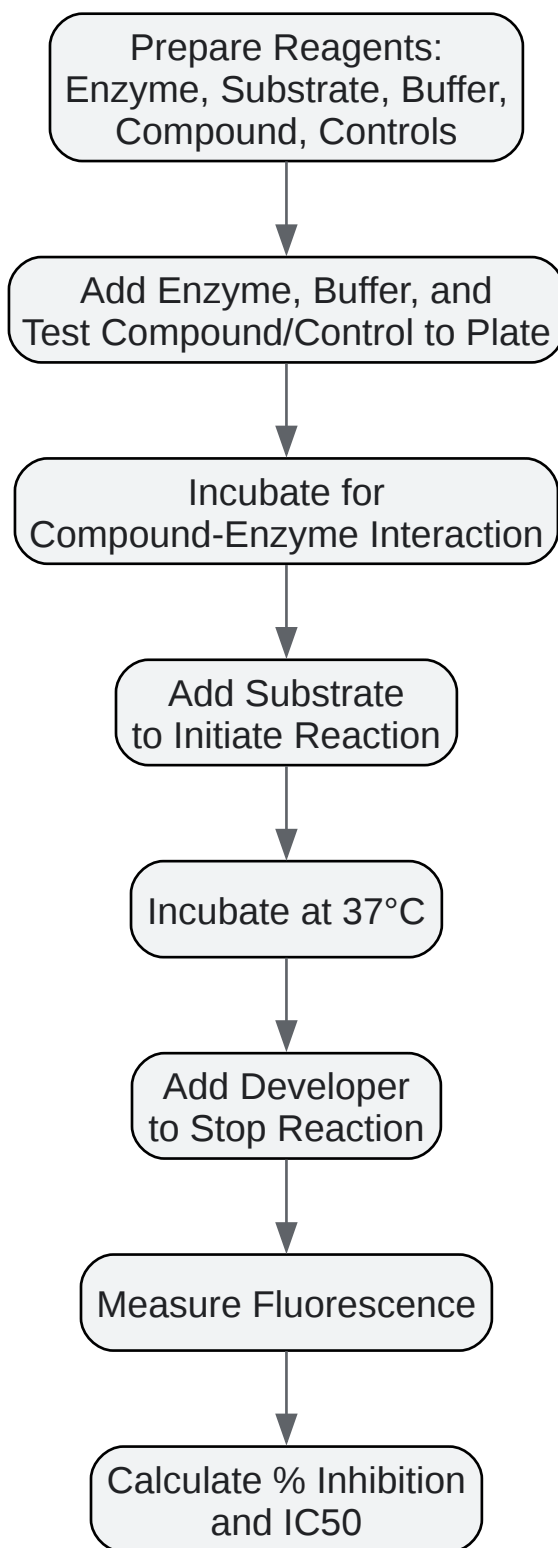 Prepare Reagents:
Enzyme, Substrate, Buffer,
Compound, Controls
Add Enzyme, Buffer, and
Test Compound/Control to Plate
Incubate for
Compound-Enzyme Interaction
Add Substrate
to Initiate Reaction
Incubate at 37°C
Add Developer
to Stop Reaction
Measure Fluorescence
Calculate % Inhibition
and IC50